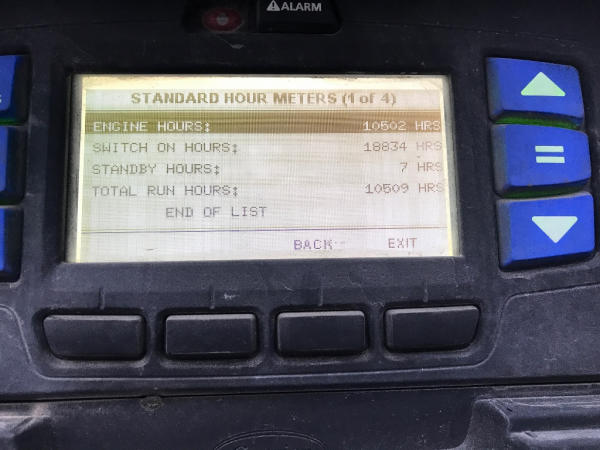 ALARM
STANDARD HOUR METERS (1 of 4)
ENGINE HOURS: 10502 HRS
SWITCH ON HOURS: 18834 HRS
STANDBY HOURS: 7 HRS
TOTAL RUN HOURS: 10509 HRS
END OF LIST
BACK EXIT